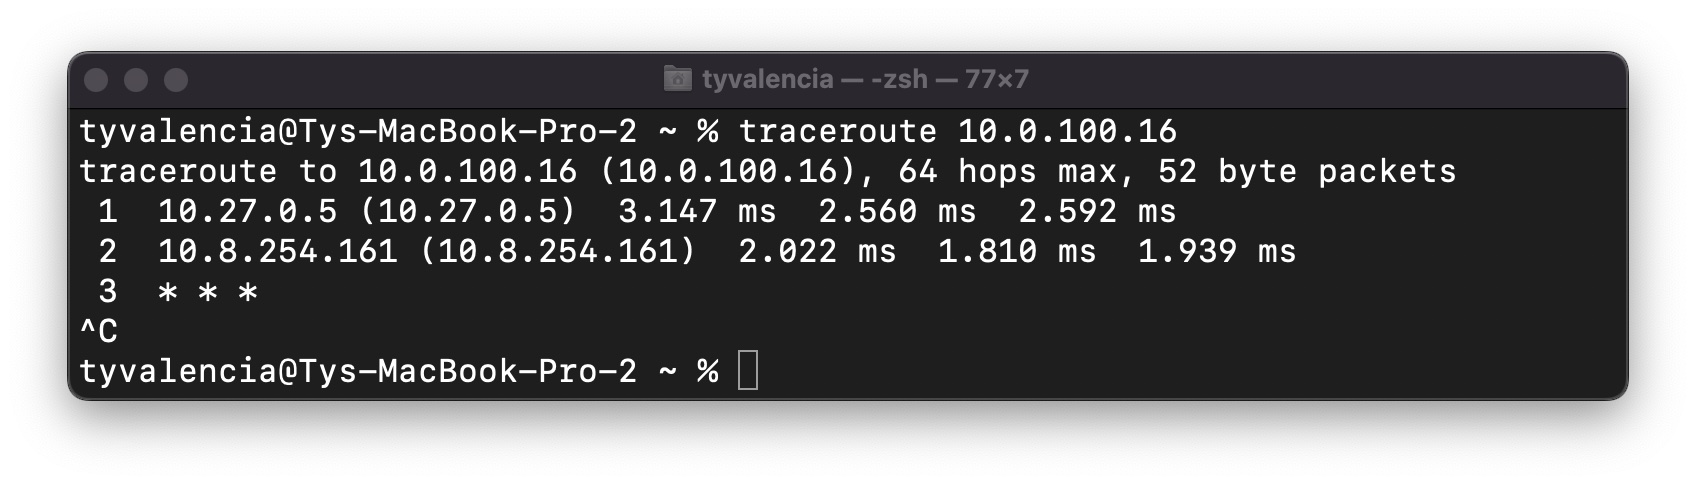 tyvalencia — -zsh — 77×7
tyvalencia@Tys-MacBook-Pro-2 ~ % traceroute 10.0.100.16
traceroute to 10.0.100.16 (10.0.100.16), 64 hops max, 52 byte packets
 1  10.27.0.5 (10.27.0.5)  3.147 ms  2.560 ms  2.592 ms
 2  10.8.254.161 (10.8.254.161)  2.022 ms  1.810 ms  1.939 ms
 3  * * *
^C
tyvalencia@Tys-MacBook-Pro-2 ~ %